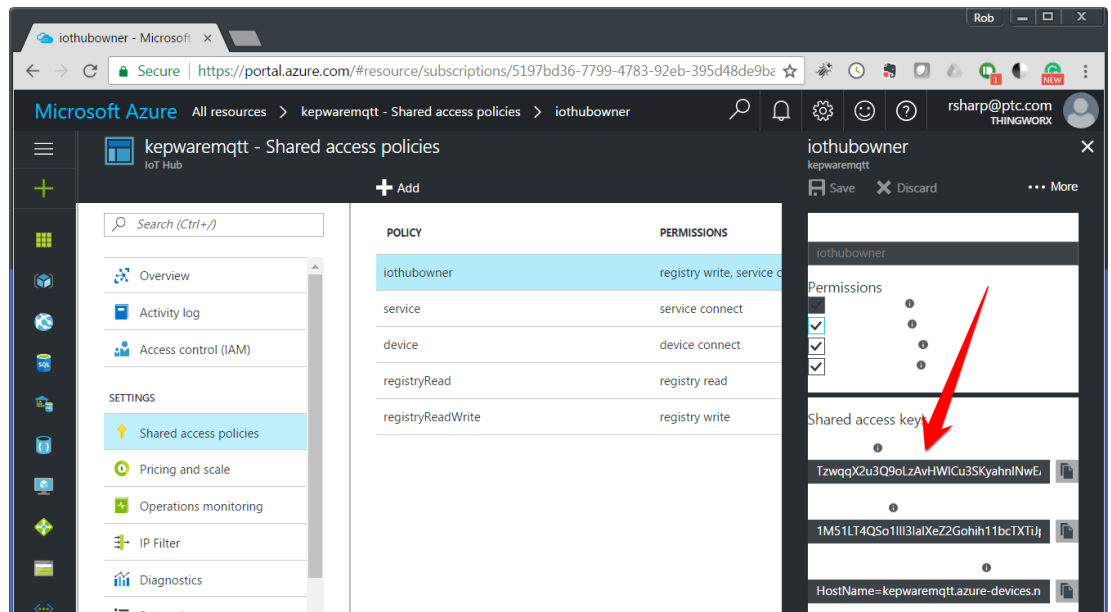 Rob
iothubowner - Microsoft
Secure https://portal.azure.com/#resource/subscriptions/5197bd36-7799-4783-92eb-395d48de9ba
1
NEW
Microsoft Azure All resources > kepwaremqtt - Shared access policies > iothubowner
rsharp@ptc.com
THINGWORX
kepwaremqtt - Shared access policies
IoT Hub
Add
iothubowner
kepwaremqtt
Save Discard ... More
Search (Ctrl+/)
Overview
Activity log
Access control (IAM)
SETTINGS
Shared access policies
Pricing and scale
Operations monitoring
IP Filter
Diagnostics
POLICY PERMISSIONS
iothubowner registry write, service c
service service connect
device device connect
registryRead registry read
registryReadWrite registry write
iothubowner
Permissions
Shared access keys
HostName=kepwaremqtt.azure-devices.n
SQL